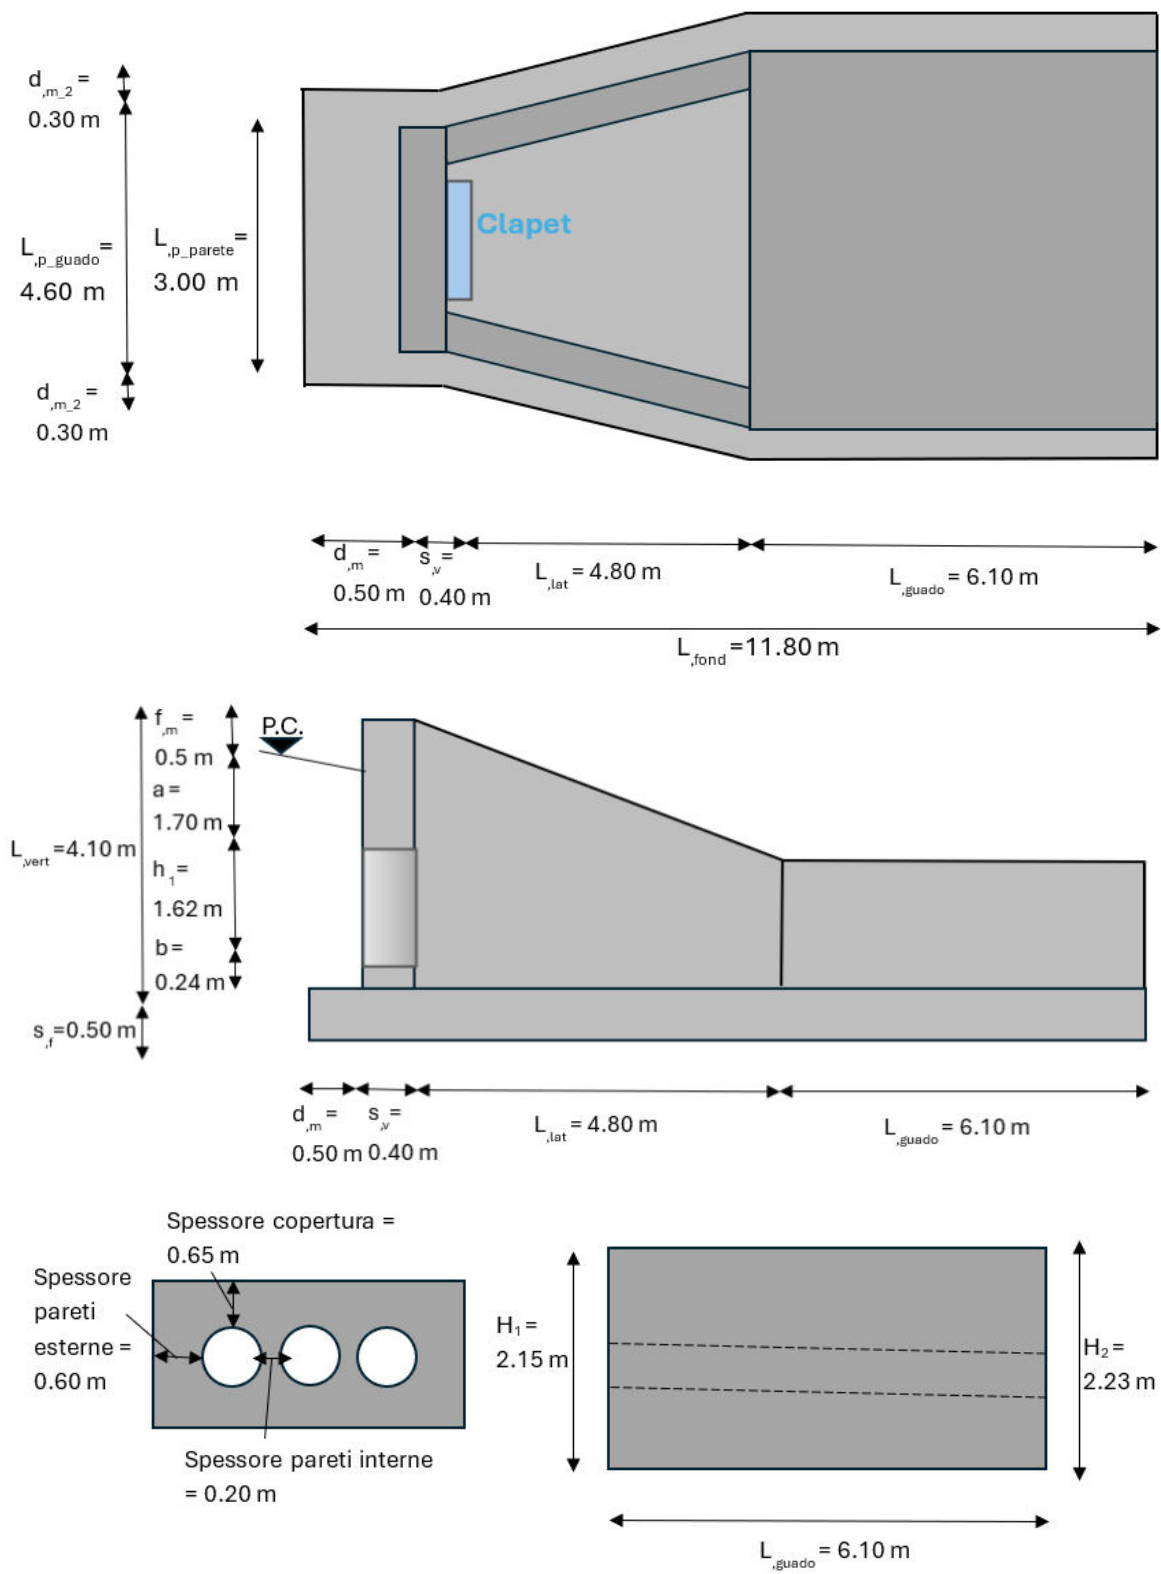 d,m_2 =
0.30 m
L,p_guado=
4.60 m
L,p_parete=
3.00 m
d,m_2 =
0.30 m
Clapet
d,m =
0.50 m
s,v=
0.40 m
L,lat = 4.80 m
L,guado = 6.10 m
L,fond =11.80 m
f,m =
0.5 m
P.C.
a =
1.70 m
L,vert =4.10 m
h1=
1.62 m
b=
0.24 m
s,f=0.50 m
d,m =
0.50 m
s,v=
0.40 m
L,lat = 4.80 m
L,guado = 6.10 m
Spessore copertura =
0.65 m
Spessore
pareti
esterne =
0.60 m
Spessore pareti interne
= 0.20 m
H1 =
2.15 m
H2 =
2.23 m
L,guado = 6.10 m